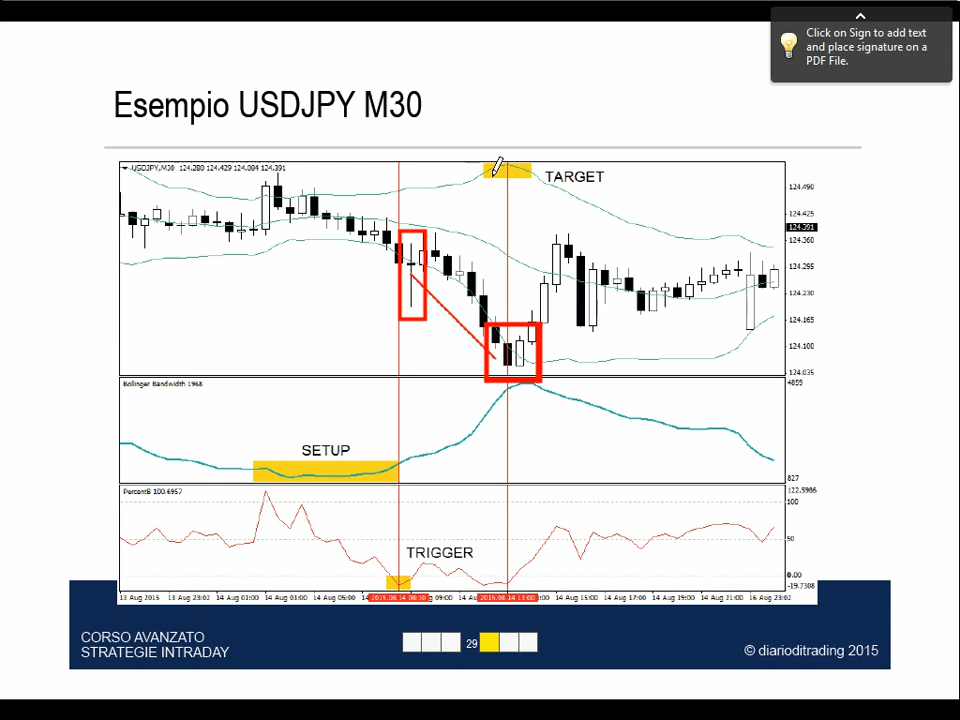 Click on Sign to add text
and place signature on a
PDF File.
Esempio USDJPY M30
USDJPY,M30 124.280 124.429 124.084 124.391
TARGET
124.490
124.425
124.391
124.360
124.295
124.230
124.165
124.100
124.035
Bollinger Bandwidth 1968
4859
SETUP
827
PercentB 100.6957
122.5986
100
50
TRIGGER
0.00
-19.7308
13 Aug 2015 13 Aug 23:02 14 Aug 01:00 14 Aug 03:00 14 Aug 05:00 2015.08.14 08:30 09:00 14 2015.08.14 13:00 :00 14 Aug 15:00 14 Aug 17:00 14 Aug 19:00 14 Aug 21:00 16 Aug 23:02
CORSO AVANZATO
STRATEGIE INTRADAY
29
© diarioditrading 2015